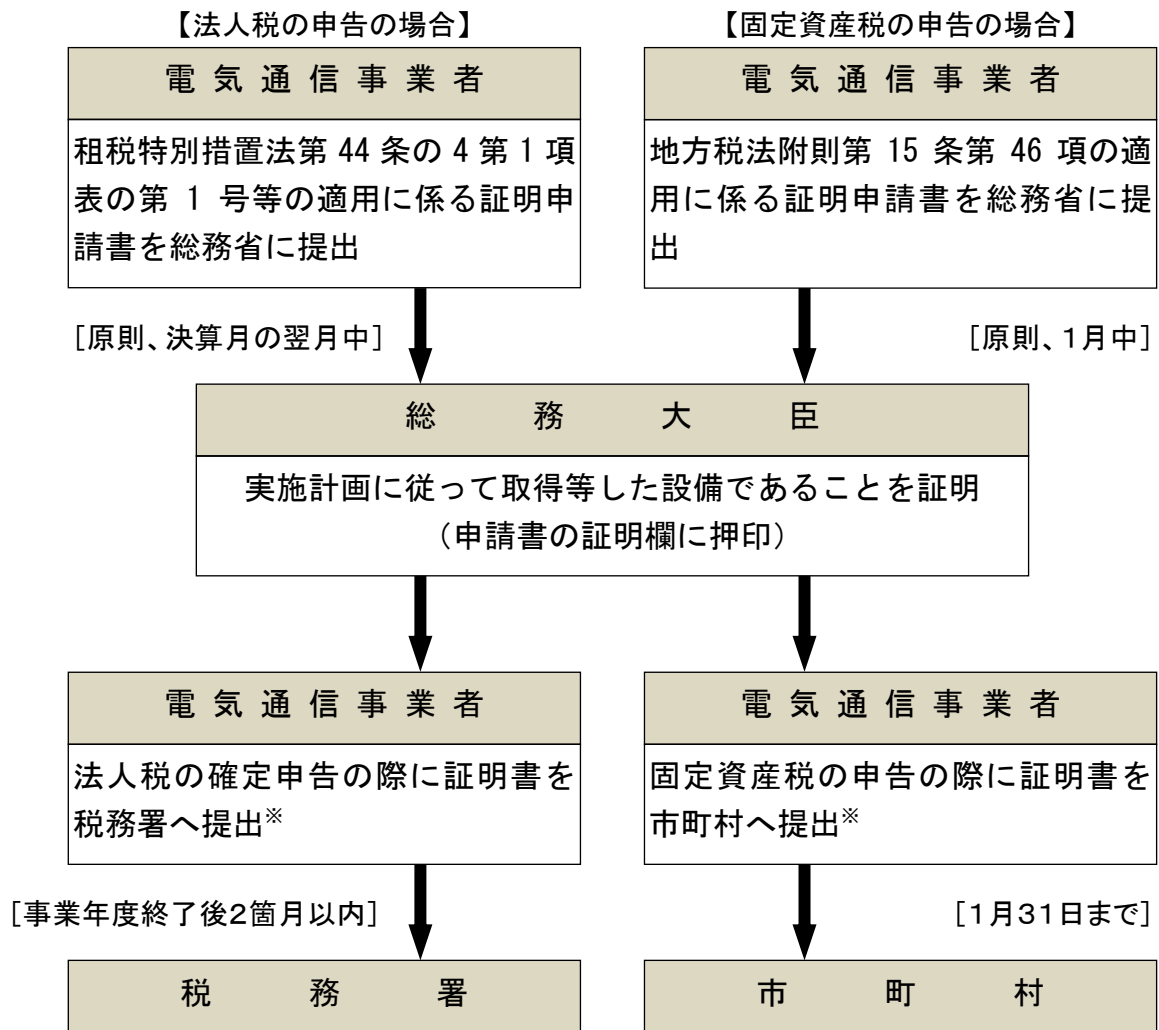 【法人税の申告の場合】
電気通信事業者
租税特別措置法第 44 条の 4 第 1 項
表の第 1 号等の適用に係る証明申
請書を総務省に提出
[原則、決算月の翌月中]
【固定資産税の申告の場合】
電気通信事業者
地方税法附則第 15 条第 46 項の適
用に係る証明申請書を総務省に提
出
[原則、1月中]
総務大臣
実施計画に従って取得等した設備であることを証明
（申請書の証明欄に押印）
電気通信事業者
法人税の確定申告の際に証明書を
税務署へ提出※
[事業年度終了後2箇月以内]
税務署
電気通信事業者
固定資産税の申告の際に証明書を
市町村へ提出※
[1月31日まで]
市町村